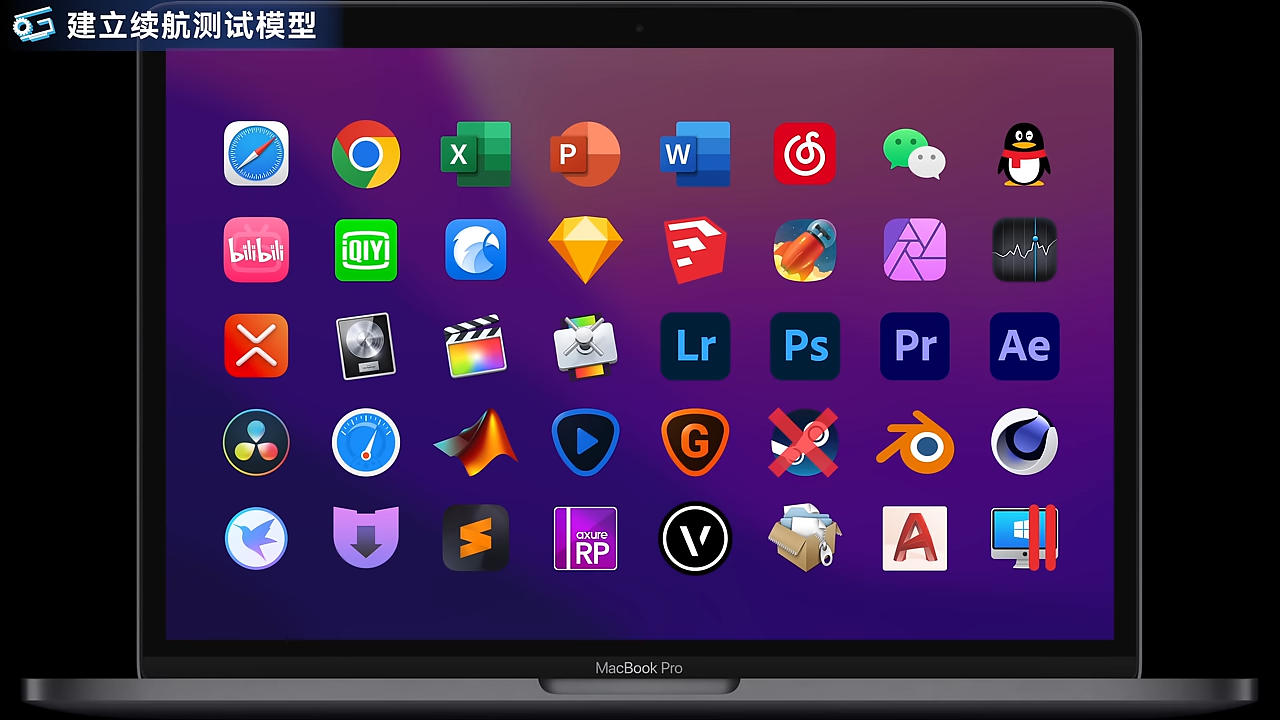 建立续航测试模型
X
P
W
bilibili
iQIYI
Lr
Ps
Pr
Ae
G
axure
RP
A
MacBook Pro